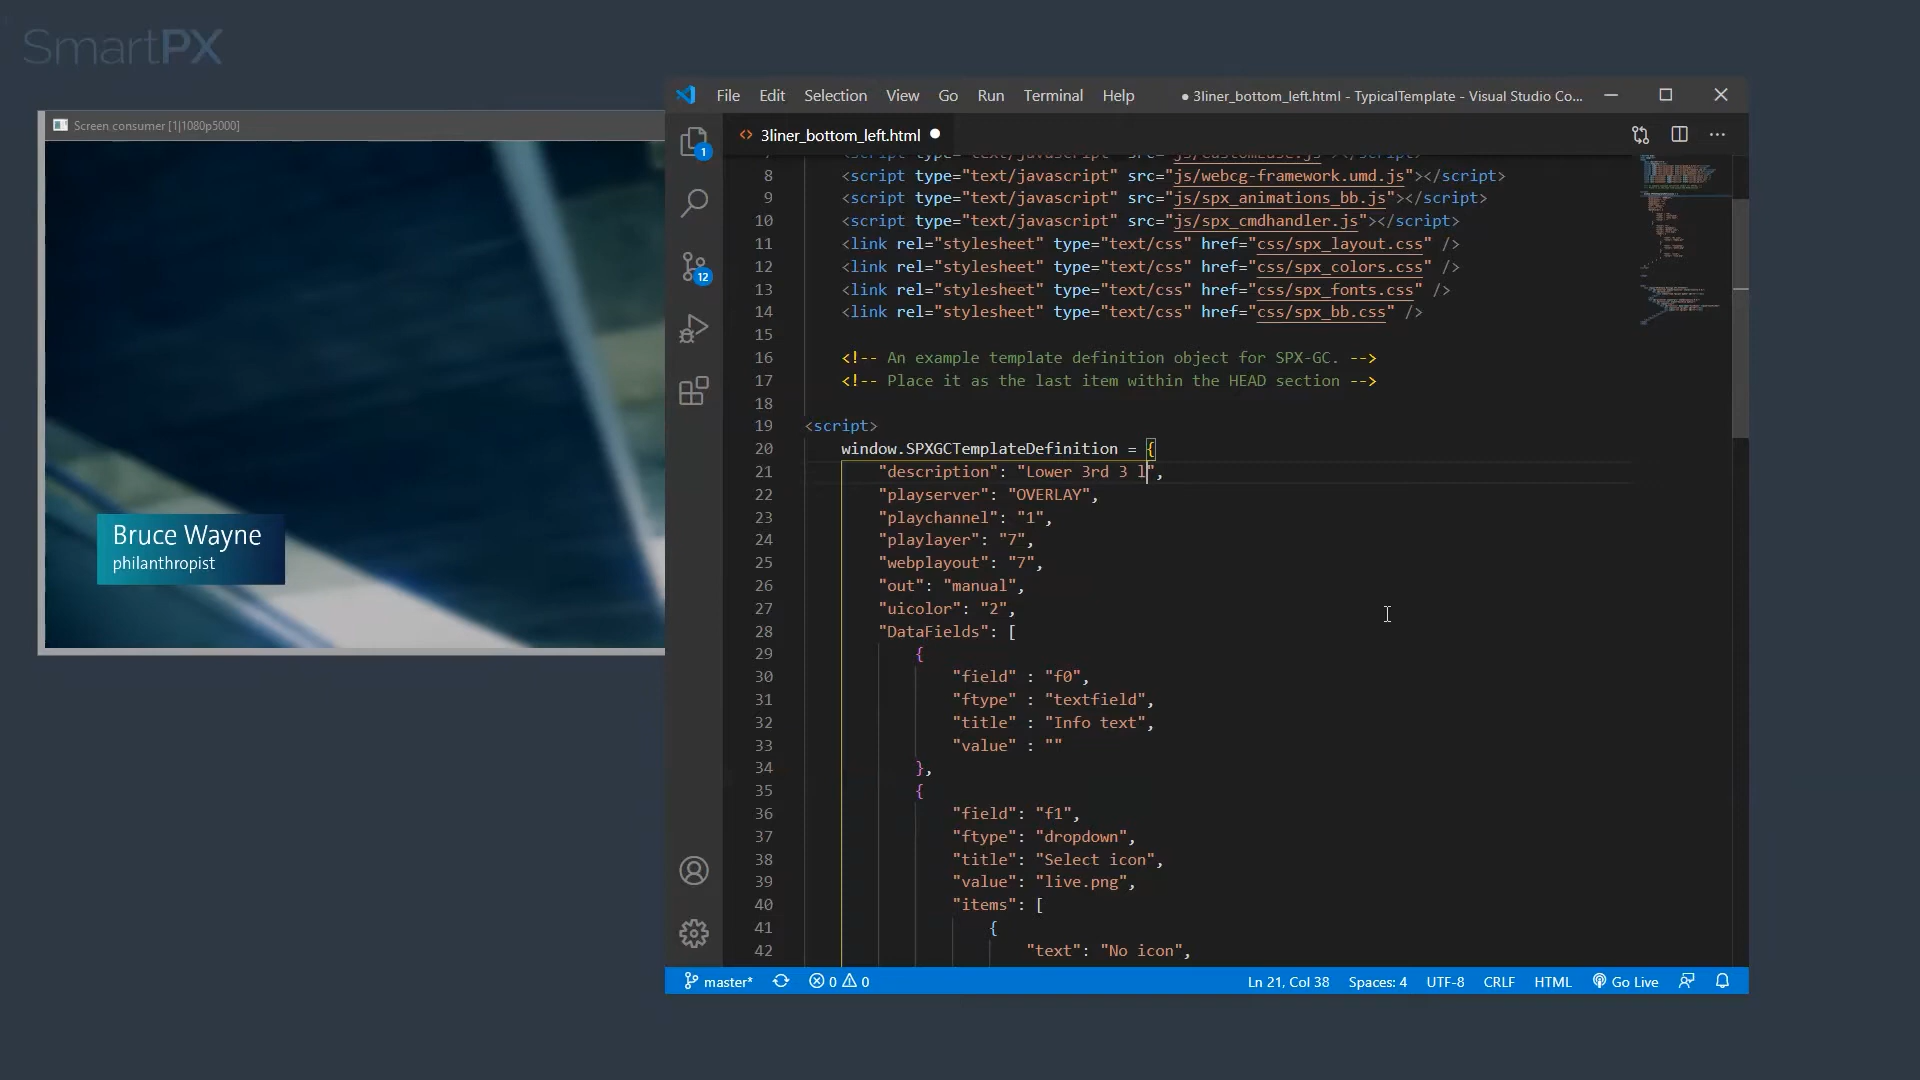 SmartPX
File Edit Selection View Go Run Terminal Help ● 3liner_bottom_left.html - TypicalTemplate - Visual Studio Co...
Screen consumer [1|1080p5000]
<> 3liner_bottom_left.html ●
8 <script type="text/javascript" src="js/webcg-framework.umd.js"></script>
9 <script type="text/javascript" src="js/spx_animations_bb.js"></script>
10 <script type="text/javascript" src="js/spx_cmdhandler.js"></script>
11 <link rel="stylesheet" type="text/css" href="css/spx_layout.css" />
12 <link rel="stylesheet" type="text/css" href="css/spx_colors.css" />
13 <link rel="stylesheet" type="text/css" href="css/spx_fonts.css" />
14 <link rel="stylesheet" type="text/css" href="css/spx_bb.css" />
15
16 <!-- An example template definition object for SPX-GC. -->
17 <!-- Place it as the last item within the HEAD section -->
18
19 <script>
20 window.SPXGCTemplateDefinition = {
21 "description": "Lower 3rd 3 l",
22 "playserver": "OVERLAY",
23 "playchannel": "1",
24 "playlayer": "7",
25 "webplayout": "7",
26 "out": "manual",
27 "uicolor": "2",
28 "DataFields": [
29 {
30 "field" : "f0",
31 "ftype" : "textfield",
32 "title" : "Info text",
33 "value" : ""
34 },
35 {
36 "field": "f1",
37 "ftype": "dropdown",
38 "title": "Select icon",
39 "value": "live.png",
40 "items": [
41 {
42 "text": "No icon",
1
12
Bruce Wayne
philanthropist
master* 0 0 Ln 21, Col 38 Spaces: 4 UTF-8 CRLF HTML Go Live